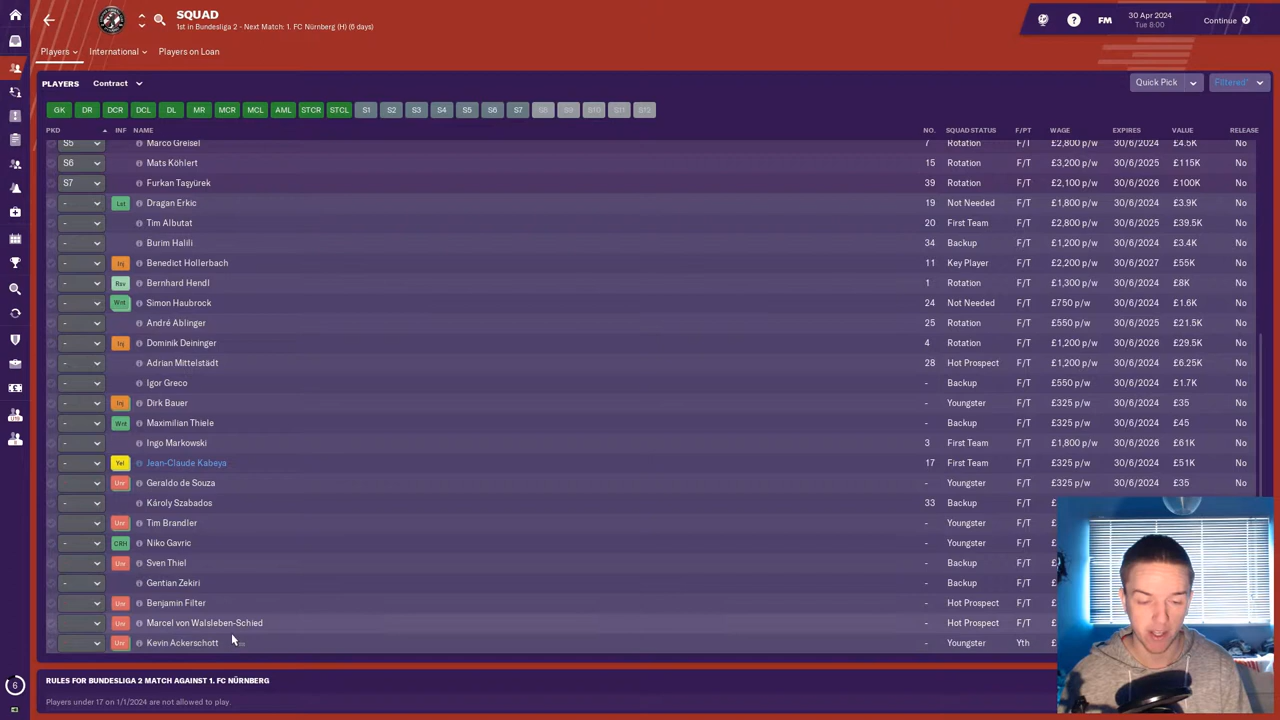 SQUAD
1st in Bundesliga 2 - Next Match: 1. FC Nürnberg (H) (6 days)
FM
30 Apr 2024
Tue 8:00
Continue
Players
International
Players on Loan
PLAYERS
Contract
Quick Pick
Filtered*
GK DR DCR DCL DL MR MCR MCL AML STCR STCL S1 S2 S3 S4 S5 S6 S7 S8 S9 S10 S11 S12
PKD INF NAME NO. SQUAD STATUS F/PT WAGE EXPIRES VALUE RELEASE
S5 Marco Greisel 7 Rotation F/T £2,800 p/w 30/6/2024 £4.5K No
S6 Mats Köhlert 15 Rotation F/T £3,200 p/w 30/6/2025 £115K No
S7 Furkan Taşyürek 39 Rotation F/T £2,100 p/w 30/6/2026 £100K No
- Lst Dragan Erkic 19 Not Needed F/T £1,800 p/w 30/6/2024 £3.9K No
- Tim Albutat 20 First Team F/T £2,800 p/w 30/6/2025 £39.5K No
- Burim Halili 34 Backup F/T £1,200 p/w 30/6/2024 £3.4K No
- Inj Benedict Hollerbach 11 Key Player F/T £2,200 p/w 30/6/2027 £55K No
- Rsv Bernhard Hendl 1 Rotation F/T £1,300 p/w 30/6/2024 £8K No
- Wnt Simon Haubrock 24 Not Needed F/T £750 p/w 30/6/2024 £1.6K No
- André Ablinger 25 Rotation F/T £550 p/w 30/6/2025 £21.5K No
- Inj Dominik Deininger 4 Rotation F/T £1,200 p/w 30/6/2026 £29.5K No
- Adrian Mittelstädt 28 Hot Prospect F/T £1,200 p/w 30/6/2024 £6.25K No
- Igor Greco - Backup F/T £550 p/w 30/6/2024 £1.7K No
- Inj Dirk Bauer - Youngster F/T £325 p/w 30/6/2024 £35 No
- Wnt Maximilian Thiele - Backup F/T £325 p/w 30/6/2024 £45 No
- Ingo Markowski 3 First Team F/T £1,800 p/w 30/6/2026 £61K No
- Yel Jean-Claude Kabeya 17 First Team F/T £325 p/w 30/6/2024 £51K No
- Unr Geraldo de Souza - Youngster F/T £325 p/w 30/6/2024 £35 No
- Károly Szabados 33 Backup F/T £
Unr Tim Brandler - Youngster F/T £
CRH Niko Gavric - Youngster F/T £
Unr Sven Thiel - Backup F/T £
Gentian Zekiri - Backup F/T £
Unr Benjamin Filter - Hot Prospect F/T £
Unr Marcel von Walsleben-Schied - Hot Prospect F/T £
Unr Kevin Ackerschott - Youngster Yth £
RULES FOR BUNDESLIGA 2 MATCH AGAINST 1. FC NÜRNBERG
Players under 17 on 1/1/2024 are not allowed to play.
6
U19